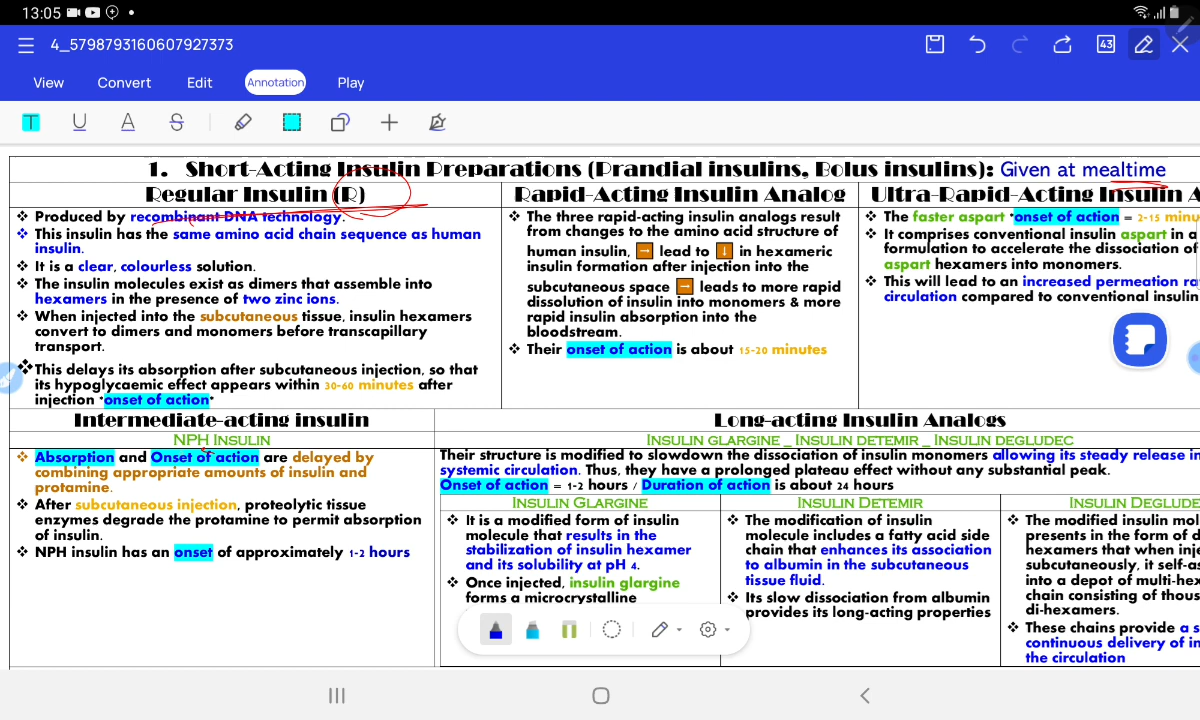 13:05
4_5798793160607927373
43
View Convert Edit Annotation Play
1. Short-Acting Insulin Preparations (Prandial insulins, Bolus insulins): Given at mealtime
Regular Insulin (R)
❖ Produced by recombinant DNA technology.
❖ This insulin has the same amino acid chain sequence as human
insulin.
❖ It is a clear, colourless solution.
❖ The insulin molecules exist as dimers that assemble into
hexamers in the presence of two zinc ions.
❖ When injected into the subcutaneous tissue, insulin hexamers
convert to dimers and monomers before transcapillary
transport.
❖ This delays its absorption after subcutaneous injection, so that
its hypoglycaemic effect appears within 30-60 minutes after
injection *onset of action*
Rapid-Acting Insulin Analog
❖ The three rapid-acting insulin analogs result
from changes to the amino acid structure of
human insulin, → lead to ↓ in hexameric
insulin formation after injection into the
subcutaneous space → leads to more rapid
dissolution of insulin into monomers & more
rapid insulin absorption into the
bloodstream.
❖ Their onset of action is about 15-20 minutes
Ultra-Rapid-Acting Insulin A
❖ The faster aspart *onset of action = 2-15 minu
❖ It comprises conventional insulin aspart in a
formulation to accelerate the dissociation of
aspart hexamers into monomers.
❖ This will lead to an increased permeation ra
circulation compared to conventional insulin
Intermediate-acting insulin
NPH Insulin
❖ Absorption and Onset of action are delayed by
combining appropriate amounts of insulin and
protamine.
❖ After subcutaneous injection, proteolytic tissue
enzymes degrade the protamine to permit absorption
of insulin.
❖ NPH insulin has an onset of approximately 1-2 hours
Long-acting Insulin Analogs
Insulin glargine _ Insulin detemir _ Insulin degludec
Their structure is modified to slowdown the dissociation of insulin monomers allowing its steady release in
systemic circulation. Thus, they have a prolonged plateau effect without any substantial peak.
Onset of action = 1-2 hours / Duration of action is about 24 hours
Insulin Glargine
❖ It is a modified form of insulin
molecule that results in the
stabilization of insulin hexamer
and its solubility at pH 4.
❖ Once injected, insulin glargine
forms a microcrystalline
Insulin Detemir
❖ The modification of insulin
molecule includes a fatty acid side
chain that enhances its association
to albumin in the subcutaneous
tissue fluid.
❖ Its slow dissociation from albumin
provides its long-acting properties
Insulin Deglude
❖ The modified insulin mol
presents in the form of d
hexamers that when inje
subcutaneously, it self-as
into a depot of multi-hex
chain consisting of thous
di-hexamers.
❖ These chains provide a s
continuous delivery of in
the circulation